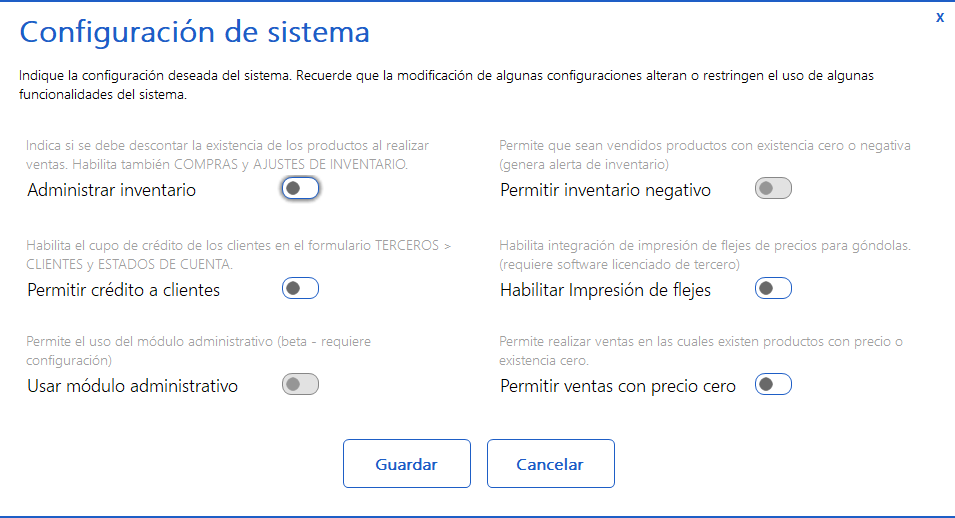 Configuración de sistema
x
Indique la configuración deseada del sistema. Recuerde que la modificación de algunas configuraciones alteran o restringen el uso de algunas
funcionalidades del sistema.
Indica si se debe descontar la existencia de los productos al realizar
ventas. Habilita también COMPRAS y AJUSTES DE INVENTARIO.
Administrar inventario
Permite que sean vendidos productos con existencia cero o negativa
(genera alerta de inventario)
Permitir inventario negativo
Habilita el cupo de crédito de los clientes en el formulario TERCEROS >
CLIENTES y ESTADOS DE CUENTA.
Permitir crédito a clientes
Habilita integración de impresión de flejes de precios para góndolas.
(requiere software licenciado de tercero)
Habilitar Impresión de flejes
Permite el uso del módulo administrativo (beta - requiere
configuración)
Usar módulo administrativo
Permite realizar ventas en las cuales existen productos con precio o
existencia cero.
Permitir ventas con precio cero
Guardar
Cancelar